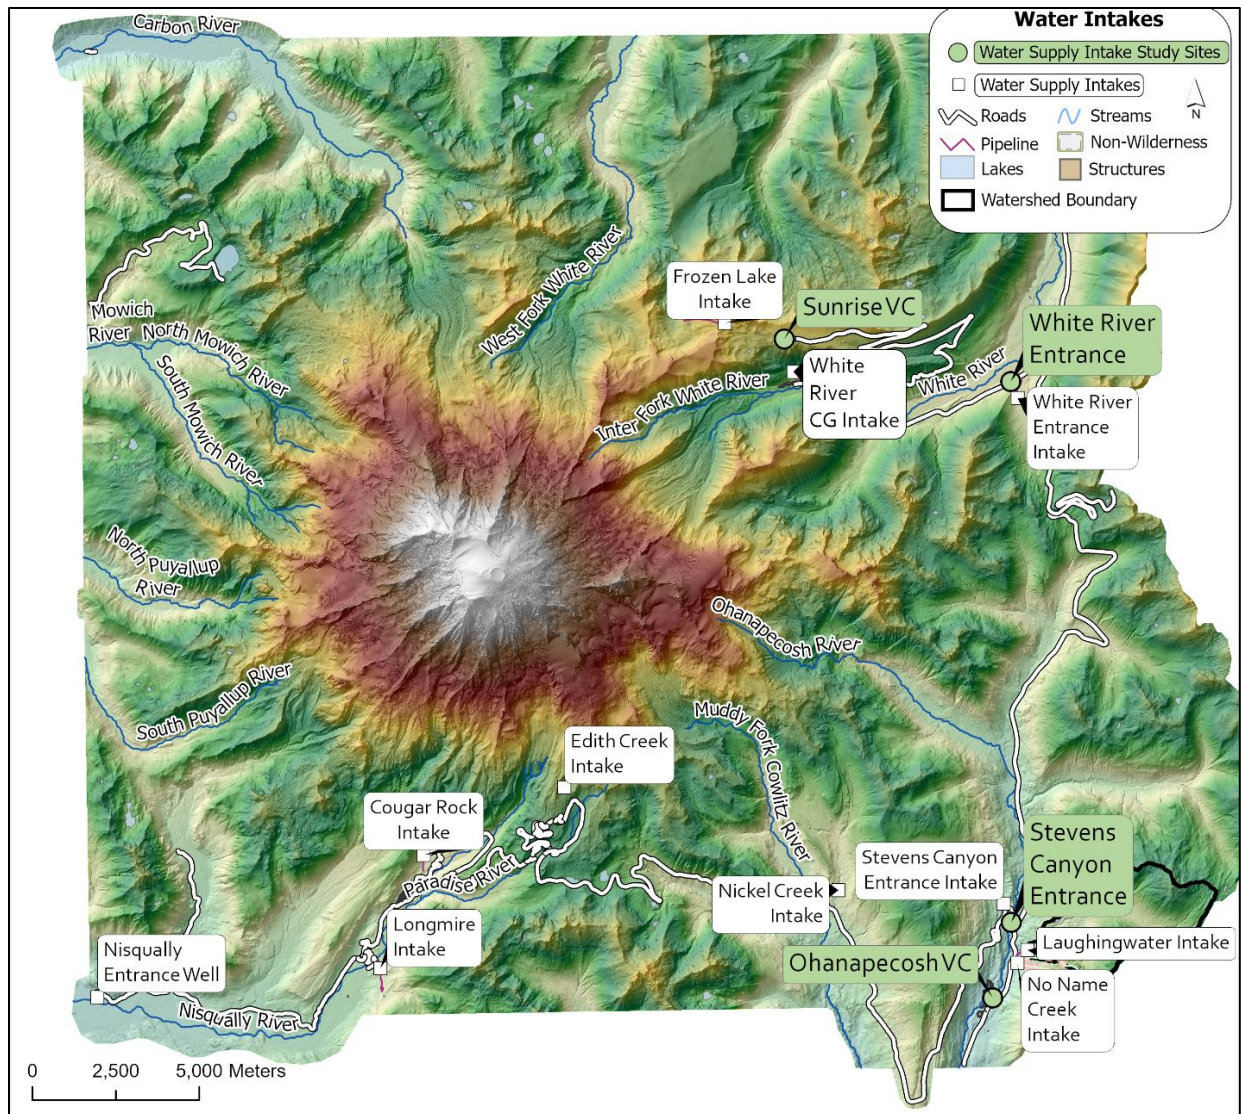 Water Intakes
Water Supply Intake Study Sites
Water Supply Intakes
Roads
Streams
Pipeline
Non-Wilderness
Lakes
Structures
Watershed Boundary
N
Carbon River
West Fork White River
Mowich
River
North Mowich River
South Mowich River
Frozen Lake
Intake
Sunrise VC
White River
Entrance
Inter Fork White River
White
River
CG Intake
White River
White River
Entrance
Intake
North Puyallup
River
Ohanapecosh River
South Puyallup River
Muddy Fork Cowlitz River
Edith Creek
Intake
Cougar Rock
Intake
Paradise River
Stevens
Canyon
Entrance
Stevens Canyon
Entrance Intake
Nickel Creek
Intake
Longmire
Intake
Laughingwater Intake
Nisqually
Entrance Well
Ohanapecosh VC
No Name
Creek
Intake
Nisqually River
0 2,500 5,000 Meters